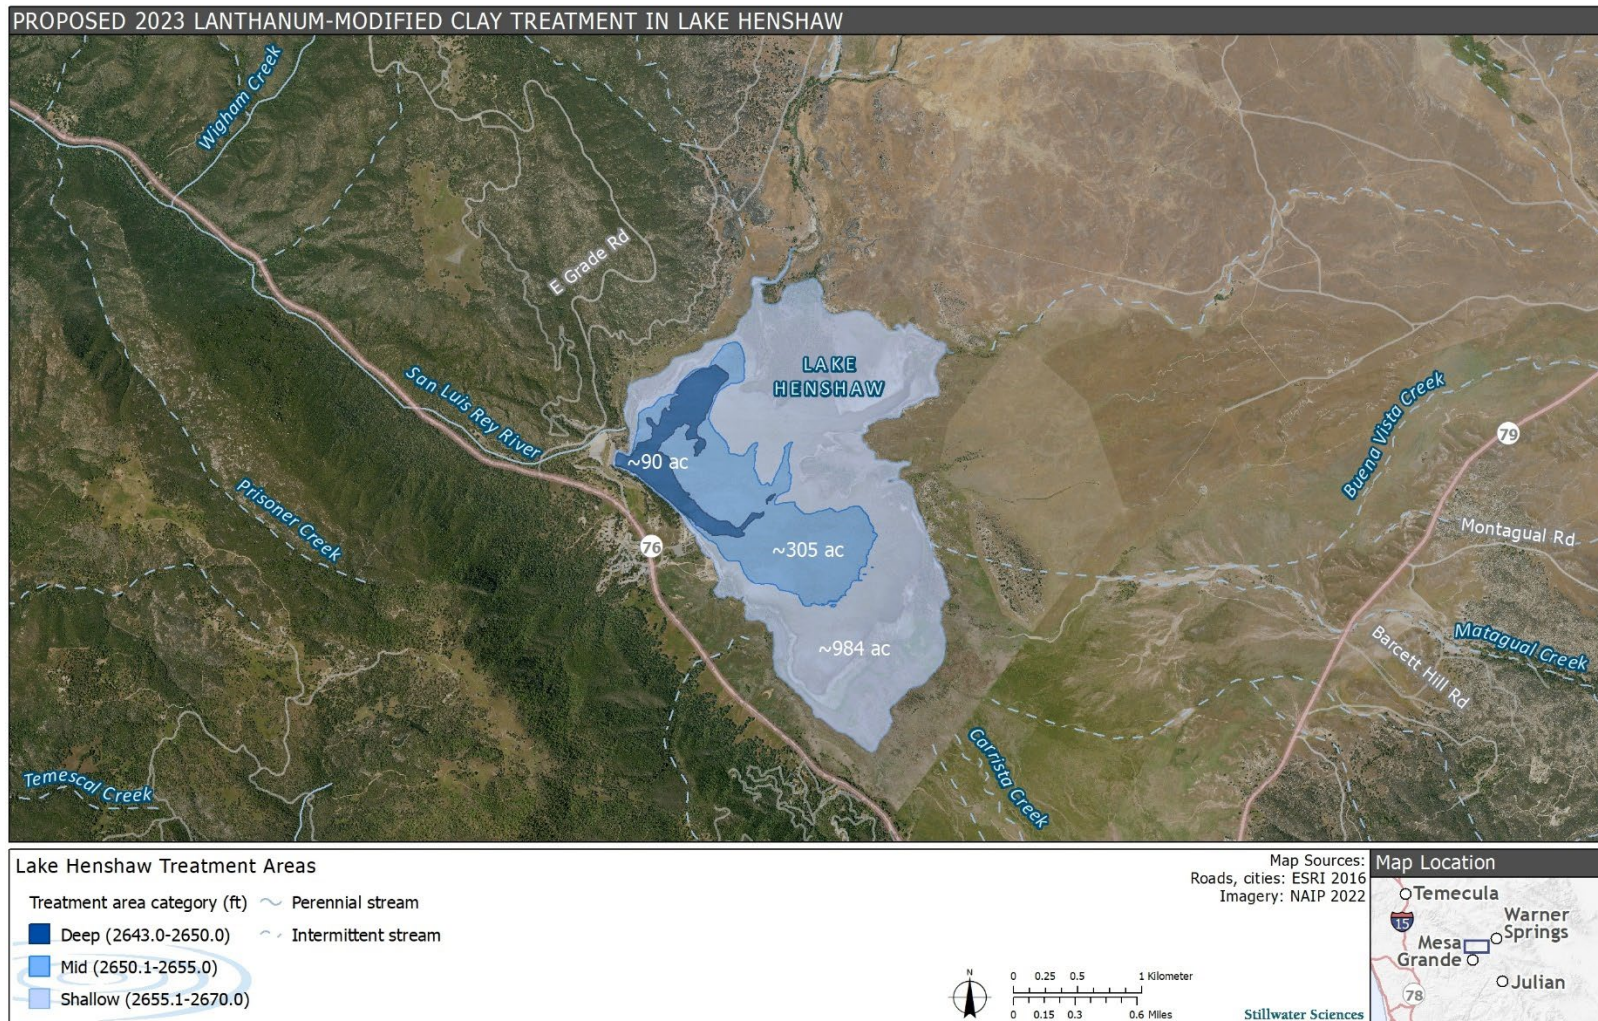 PROPOSED 2023 LANTHANUM-MODIFIED CLAY TREATMENT IN LAKE HENSHAW
Wigham Creek
E Grade Rd
LAKE
HENSHAW
San Luis Rey River
Buena Vista Creek
79
~90 ac
Prisoner Creek
Montagual Rd
76
~305 ac
Matagual Creek
Barcett Hill Rd
~984 ac
Carrista Creek
Temescal Creek
Lake Henshaw Treatment Areas
Treatment area category (ft)
Deep (2643.0-2650.0)
Mid (2650.1-2655.0)
Shallow (2655.1-2670.0)
Perennial stream
Intermittent stream
N
0 0.25 0.5 1 Kilometer
0 0.15 0.3 0.6 Miles
Map Sources:
Roads, cities: ESRI 2016
Imagery: NAIP 2022
Stillwater Sciences
Map Location
Temecula
15
Warner
Springs
Mesa
Grande
Julian
78